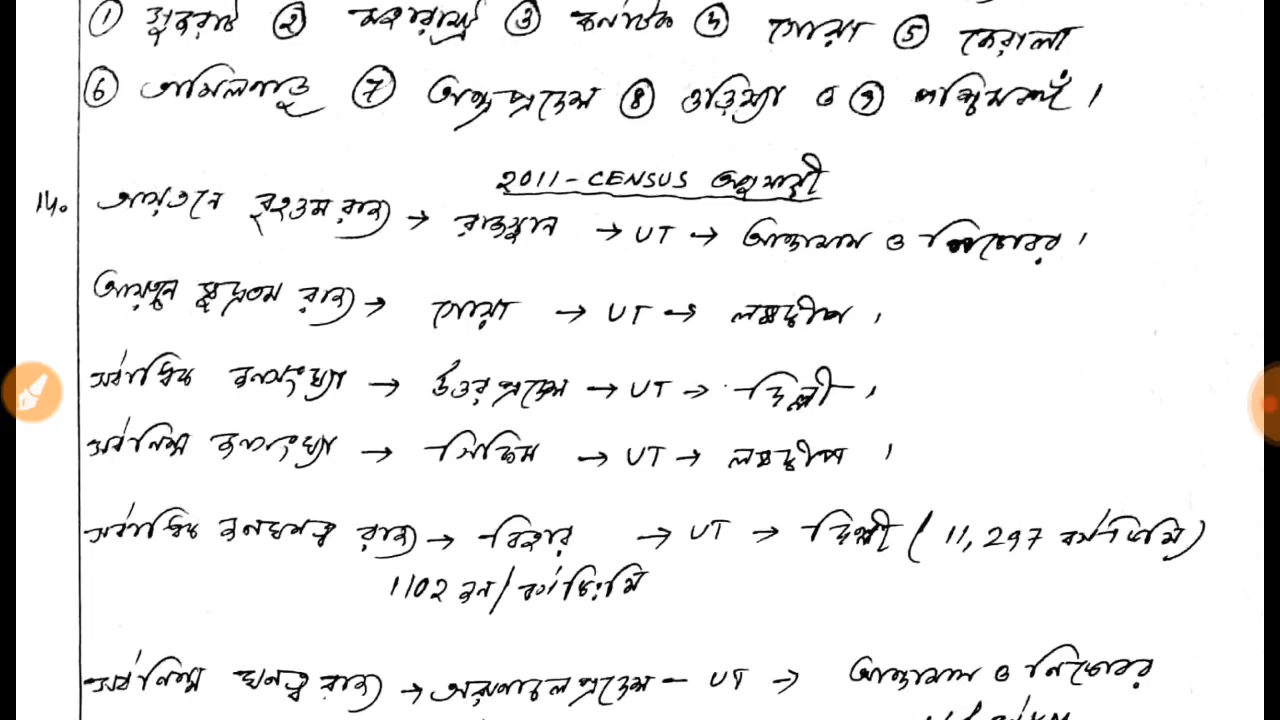 ① গুজরাট ② মহারাষ্ট্র ③ কর্ণাটক ④ গোয়া ⑤ কেরালা
⑥ তামিলনাড়ু ⑦ অন্ধ্রপ্রদেশ ⑧ ওড়িষ্যা ও ⑨ পশ্চিমবঙ্গ।
2011-CENSUS অনুযায়ী
১৮. আয়তনে বৃহত্তম রাজ্য → রাজস্থান → UT → আন্দামান ও নিকোবর।
আয়তনে ক্ষুদ্রতম রাজ্য → গোয়া → UT → লক্ষদ্বীপ।
সর্বাধিক জনসংখ্যা → উত্তরপ্রদেশ → UT → দিল্লী।
সর্বনিম্ন জনসংখ্যা → সিকিম → UT → লক্ষদ্বীপ।
সর্বাধিক জনঘনত্ব রাজ্য → বিহার → UT → দিল্লী ( 11,297 বর্গকিমি)
1102 জন/বর্গকিঃমি
সর্বনিম্ন ঘনত্ব রাজ্য → অরুণাচলপ্রদেশ – UT → আন্দামান ও নিকোবর